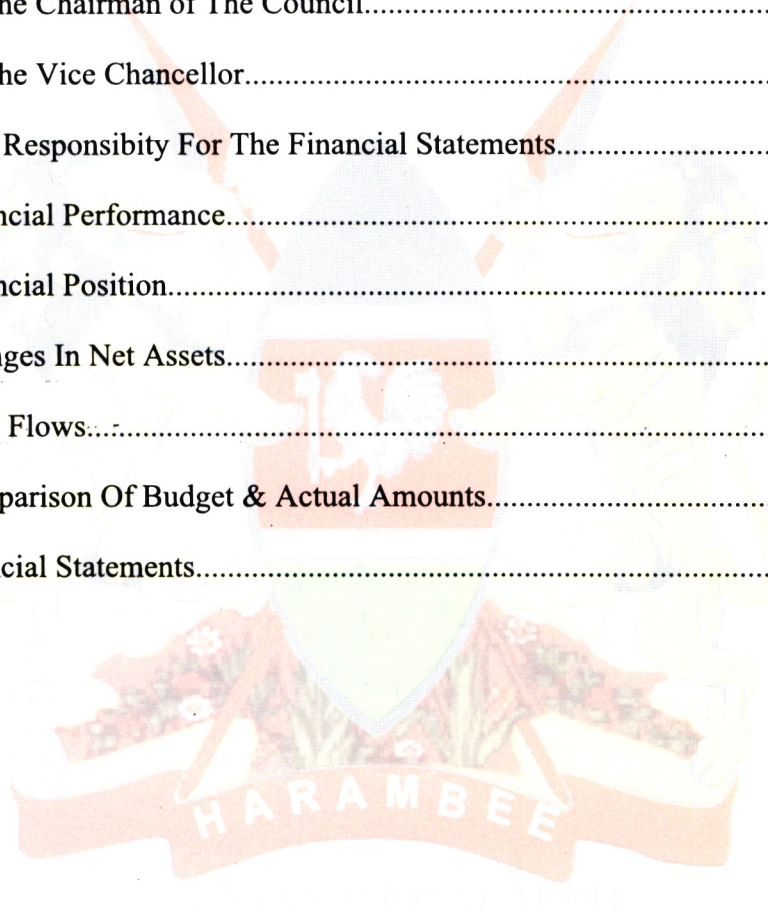 he Chairman of The Council
he Vice Chancellor
Responsibity For The Financial Statements
ncial Performance
ncial Position
nges In Net Assets
Flows
parison Of Budget & Actual Amounts
cial Statements
HARAMBEE